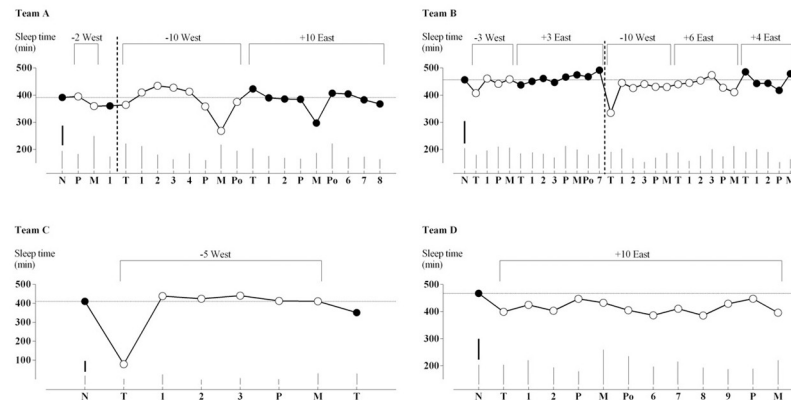 Team A
Sleep time
(min)
-2 West
-10 West
+10 East
500
400
300
200
N P M 1 T 1 2 3 4 P M Po T 1 2 P M Po 6 7 8
Team B
Sleep time
(min)
-3 West
+3 East
-10 West
+6 East
+4 East
500
400
300
200
N T 1 P M T 1 2 3 P M Po 7 T 1 2 3 P M T 1 2 3 P M T 1 2 P M
Team C
Sleep time
(min)
-5 West
500
400
300
200
100
N T 1 2 3 P M T
Team D
Sleep time
(min)
+10 East
500
400
300
200
N T 1 2 3 P M Po 6 7 8 9 P M